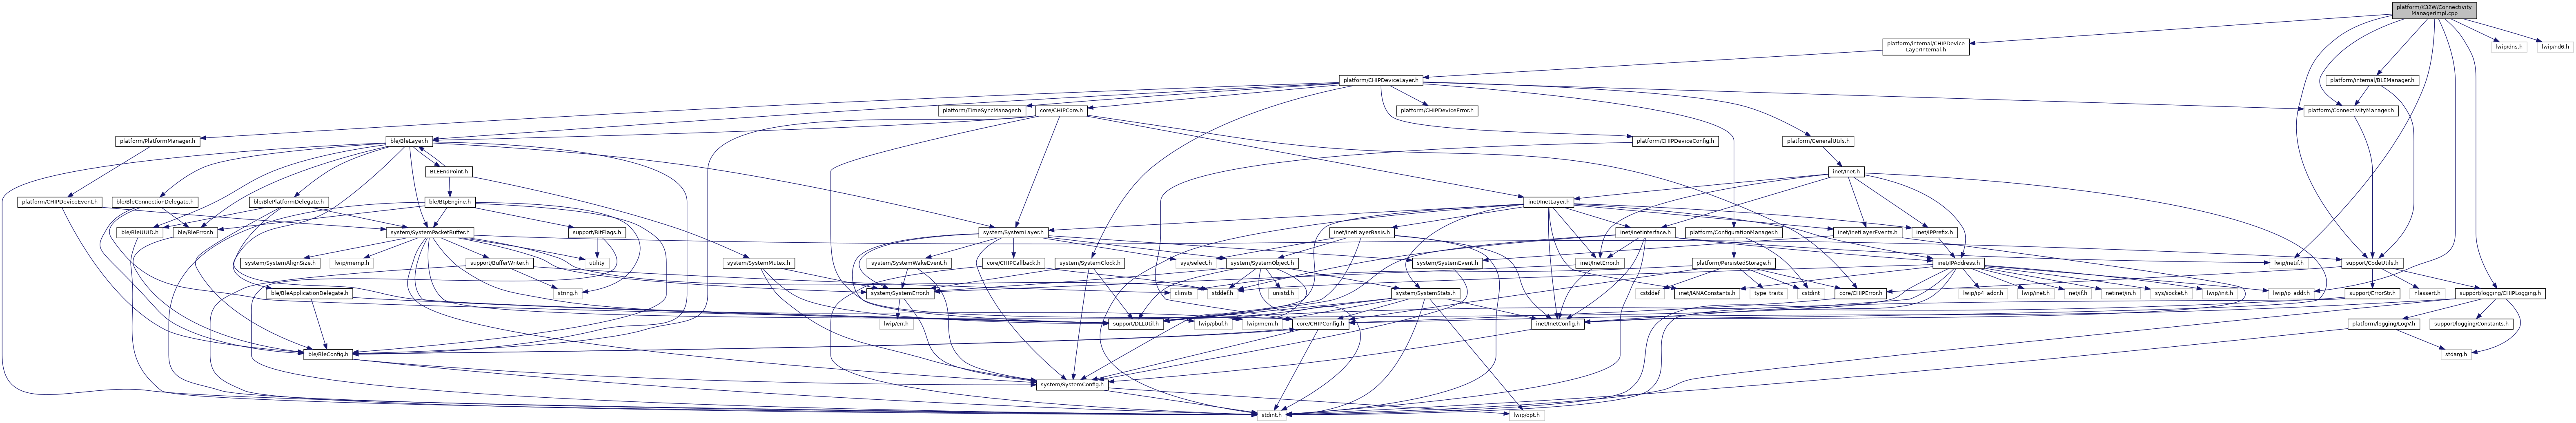 platform/K32W/Connectivity
ManagerImpl.cpp
platform/internal/CHIPDevice
LayerInternal.h
lwip/dns.h
lwip/nd6.h
platform/CHIPDeviceLayer.h
platform/internal/BLEManager.h
platform/TimeSyncManager.h
core/CHIPCore.h
platform/CHIPDeviceError.h
platform/ConnectivityManager.h
platform/PlatformManager.h
ble/BleLayer.h
platform/CHIPDeviceConfig.h
platform/GeneralUtils.h
BLEEndPoint.h
inet/Inet.h
platform/CHIPDeviceEvent.h
ble/BleConnectionDelegate.h
ble/BlePlatformDelegate.h
ble/BtpEngine.h
inet/InetLayer.h
ble/BleUUID.h
ble/BleError.h
system/SystemPacketBuffer.h
support/BitFlags.h
system/SystemLayer.h
inet/InetLayerBasis.h
inet/InetInterface.h
platform/ConfigurationManager.h
inet/InetLayerEvents.h
inet/IPPrefix.h
system/SystemAlignSize.h
lwip/memp.h
support/BufferWriter.h
utility
system/SystemMutex.h
system/SystemWakeEvent.h
core/CHIPCallback.h
system/SystemClock.h
sys/select.h
system/SystemObject.h
system/SystemEvent.h
inet/InetError.h
platform/PersistedStorage.h
inet/IPAddress.h
lwip/netif.h
support/CodeUtils.h
ble/BleApplicationDelegate.h
string.h
system/SystemError.h
climits
stddef.h
unistd.h
system/SystemStats.h
cstddef
inet/IANAConstants.h
type_traits
cstdint
core/CHIPError.h
lwip/ip4_addr.h
lwip/inet.h
net/if.h
netinet/in.h
sys/socket.h
lwip/init.h
lwip/ip_addr.h
support/ErrorStr.h
nlassert.h
support/logging/CHIPLogging.h
lwip/err.h
support/DLLUtil.h
lwip/pbuf.h
lwip/mem.h
core/CHIPConfig.h
inet/InetConfig.h
platform/logging/LogV.h
support/logging/Constants.h
ble/BleConfig.h
stdarg.h
system/SystemConfig.h
stdint.h
lwip/opt.h